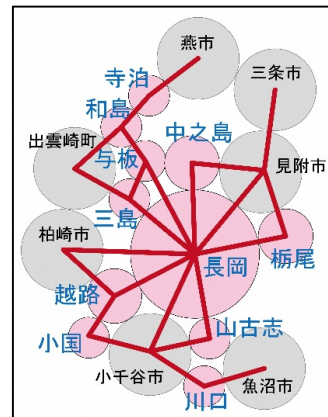 燕市
三条市
寺泊
和島
中之島
出雲崎町
与板
見附市
三島
柏崎市
長岡
栃尾
越路
小国
山古志
小千谷市
魚沼市
川口